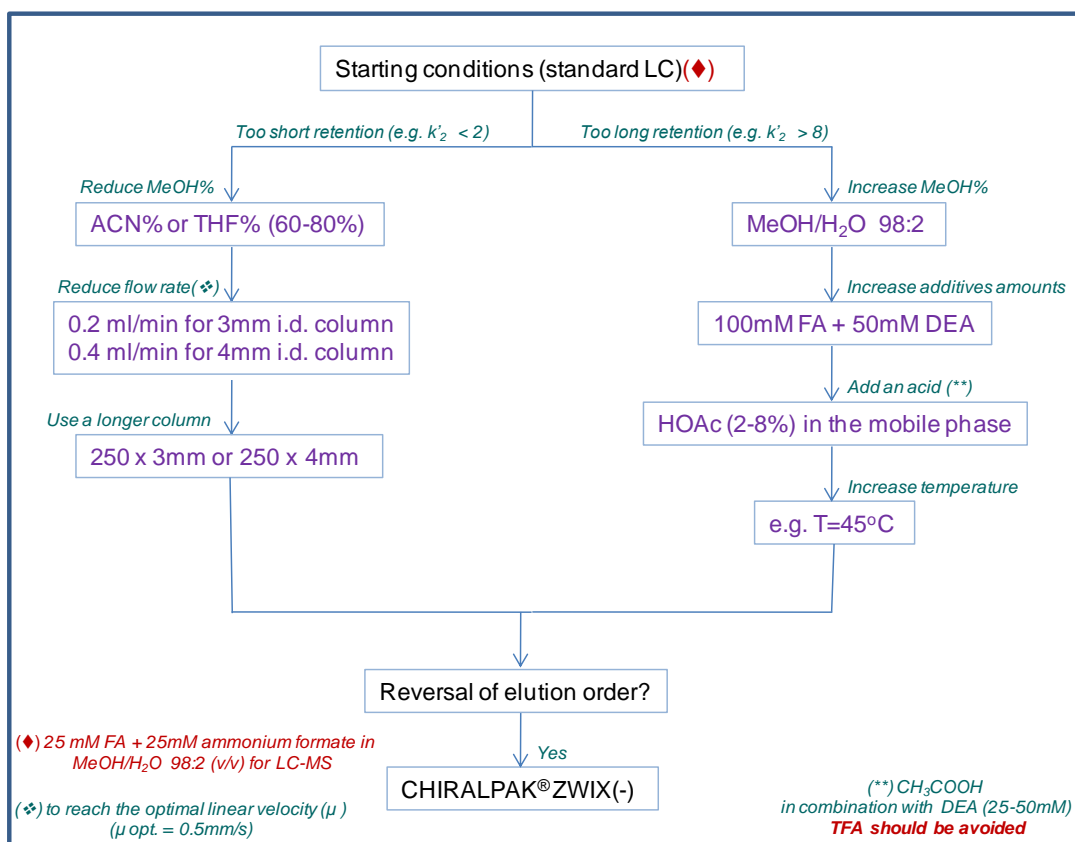 Starting conditions (standard LC)(♦)
Too short retention (e.g. k'₂ < 2)
Too long retention (e.g. k'₂ > 8)
Reduce MeOH%
ACN% or THF% (60-80%)
Reduce flow rate(❖)
0.2 ml/min for 3mm i.d. column
0.4 ml/min for 4mm i.d. column
Use a longer column
250 x 3mm or 250 x 4mm
Increase MeOH%
MeOH/H₂O 98:2
Increase additives amounts
100mM FA + 50mM DEA
Add an acid (**)
HOAc (2-8%) in the mobile phase
Increase temperature
e.g. T=45°C
Reversal of elution order?
Yes
CHIRALPAK® ZWIX(-)
(♦) 25 mM FA + 25mM ammonium formate in
MeOH/H₂O 98:2 (v/v) for LC-MS
(❖) to reach the optimal linear velocity (µ )
(µ opt. = 0.5mm/s)
(**) CH₃COOH
in combination with DEA (25-50mM)
TFA should be avoided